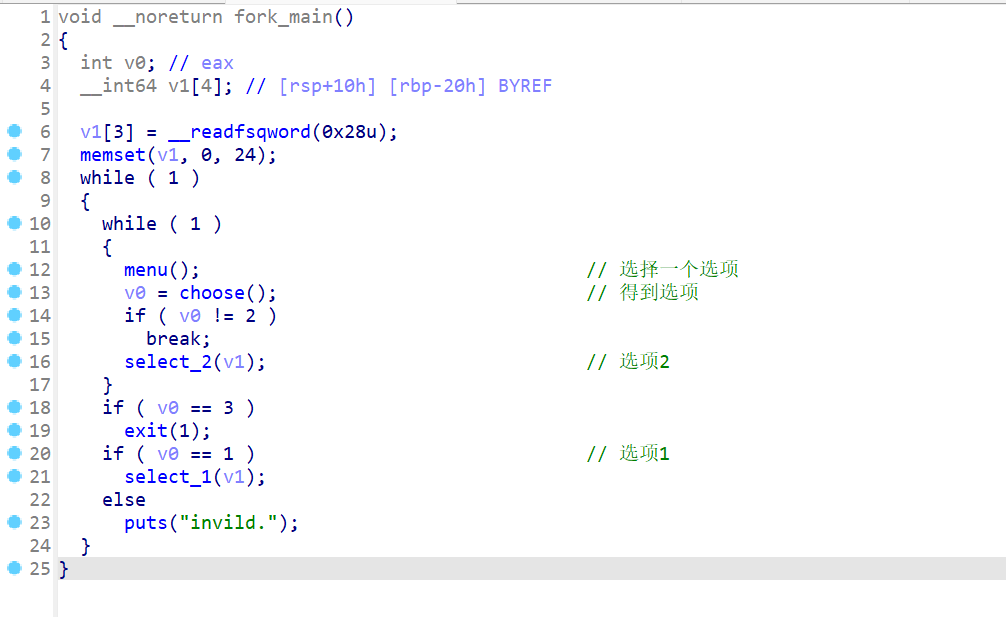 1 void __noreturn fork_main()
2 {
3 int v0; // eax
4 __int64 v1[4]; // [rsp+10h] [rbp-20h] BYREF
5
6 v1[3] = __readfsqword(0x28u);
7 memset(v1, 0, 24);
8 while ( 1 )
9 {
10 while ( 1 )
11 {
12 menu(); // 选择一个选项
13 v0 = choose(); // 得到选项
14 if ( v0 != 2 )
15 break;
16 select_2(v1); // 选项2
17 }
18 if ( v0 == 3 )
19 exit(1);
20 if ( v0 == 1 ) // 选项1
21 select_1(v1);
22 else
23 puts("invild.");
24 }
25 }